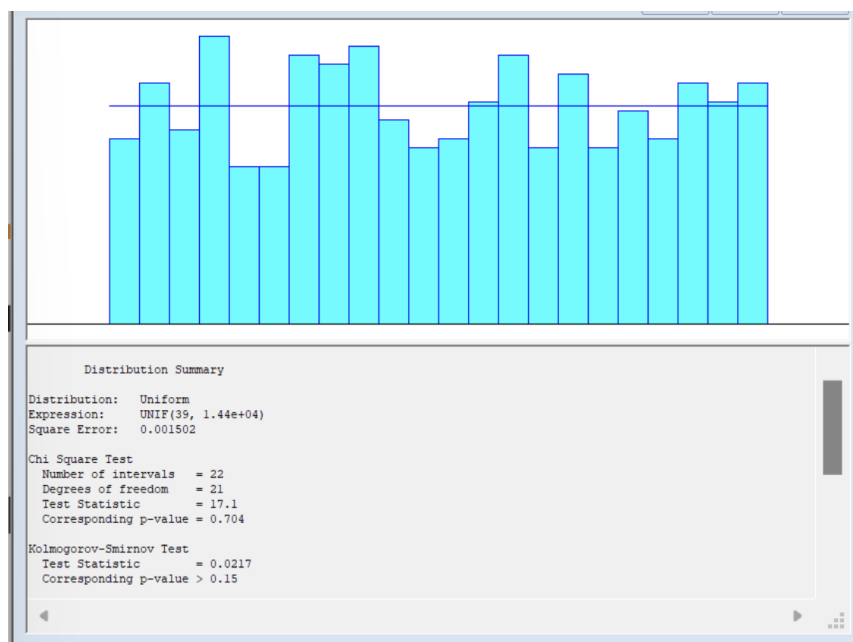 Distribution Summary
Distribution: Uniform
Expression: UNIF(39, 1.44e+04)
Square Error: 0.001502
Chi Square Test
Number of intervals = 22
Degrees of freedom = 21
Test Statistic = 17.1
Corresponding p-value = 0.704
Kolmogorov-Smirnov Test
Test Statistic = 0.0217
Corresponding p-value > 0.15